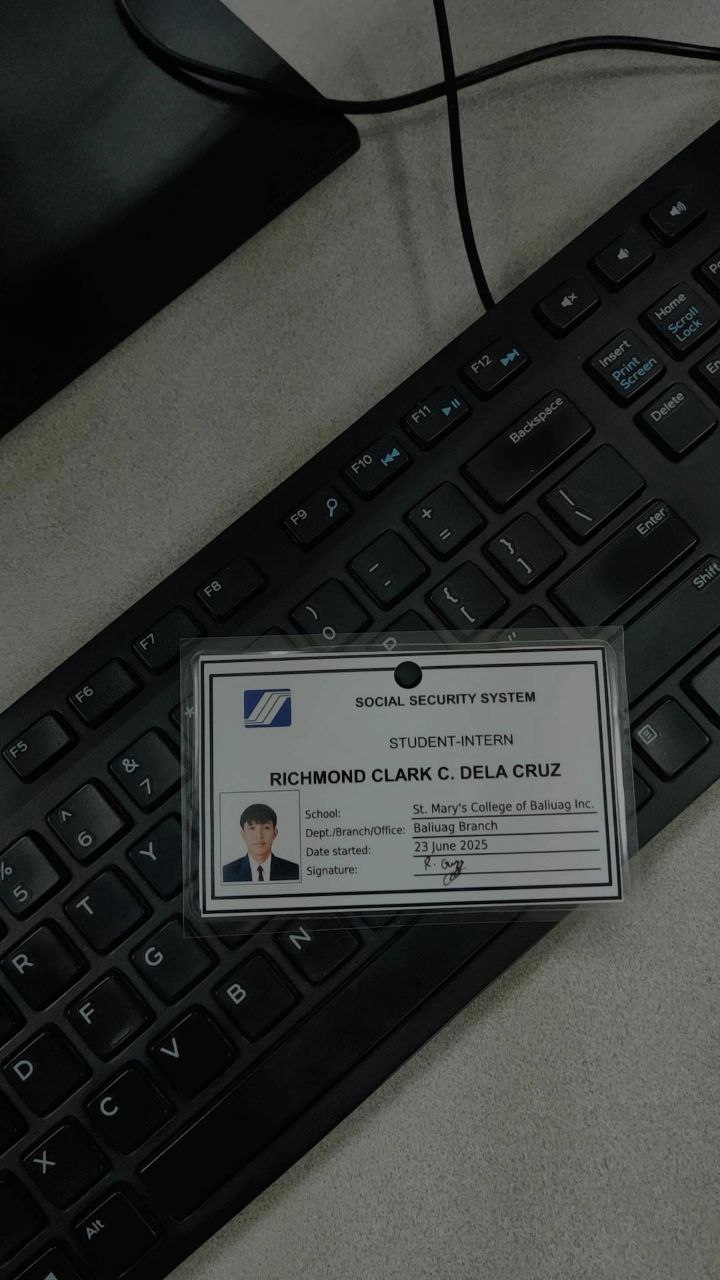 SOCIAL SECURITY SYSTEM
STUDENT-INTERN
RICHMOND CLARK C. DELA CRUZ
School: St. Mary's College of Baliuag Inc.
Dept./Branch/Office: Baliuag Branch
Date started: 23 June 2025
Signature:
Home
Scroll Lock
Insert
Print Screen
Delete
Backspace
Enter
Shift
F12
F11
F10
F9
F8
F7
F6
F5
+ =
_ -
) 0
} ]
{ [
| \
"
P
& 7
^ 6
% 5
*
Y
T
R
G
F
D
N
B
V
C
X
Alt